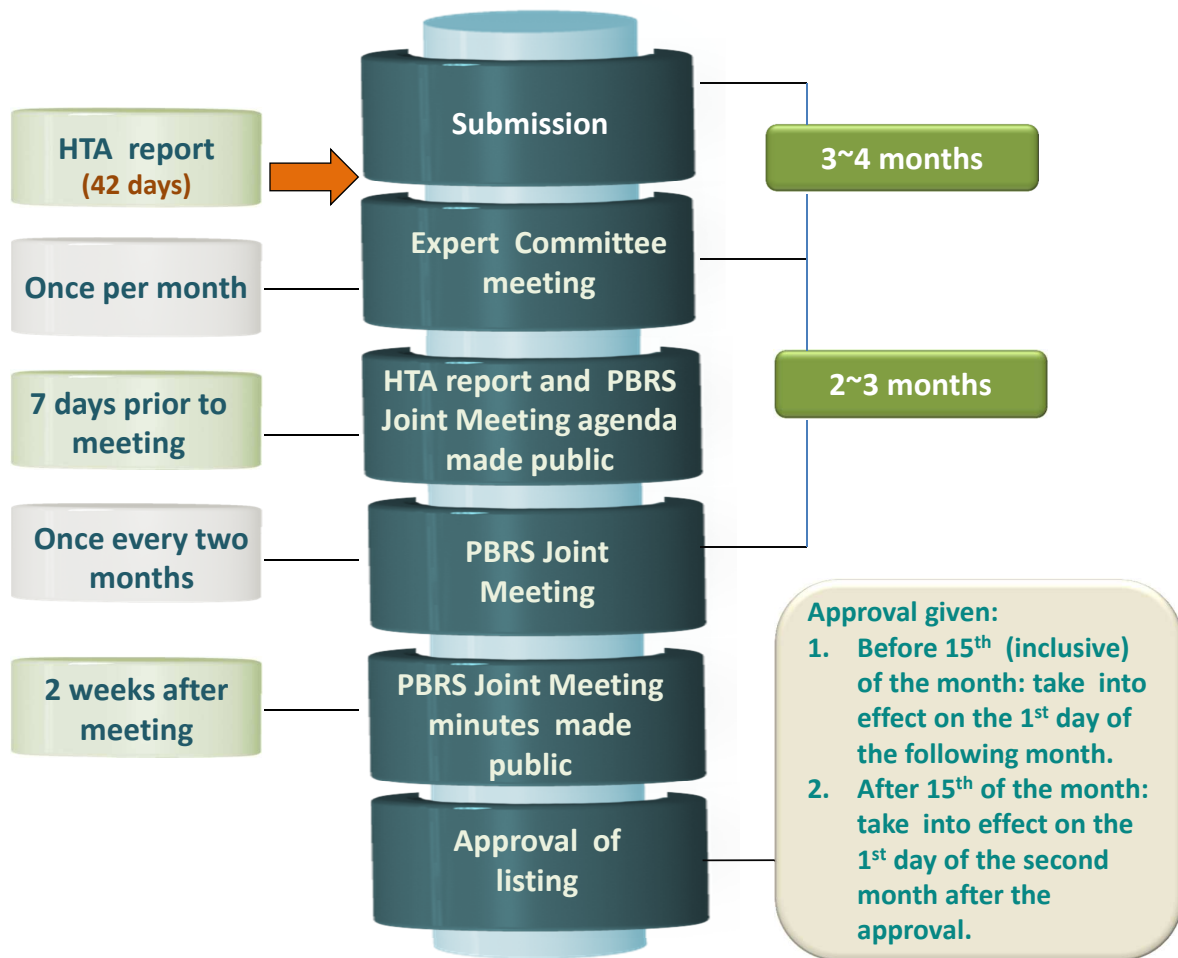 Submission
HTA report
(42 days)
3~4 months
Expert Committee
meeting
Once per month
HTA report and PBRS
Joint Meeting agenda
made public
7 days prior to
meeting
2~3 months
PBRS Joint
Meeting
Once every two
months
PBRS Joint Meeting
minutes made
public
2 weeks after
meeting
Approval of
listing
Approval given:
1. Before 15th (inclusive)
of the month: take into
effect on the 1st day of
the following month.
2. After 15th of the month:
take into effect on the
1st day of the second
month after the
approval.